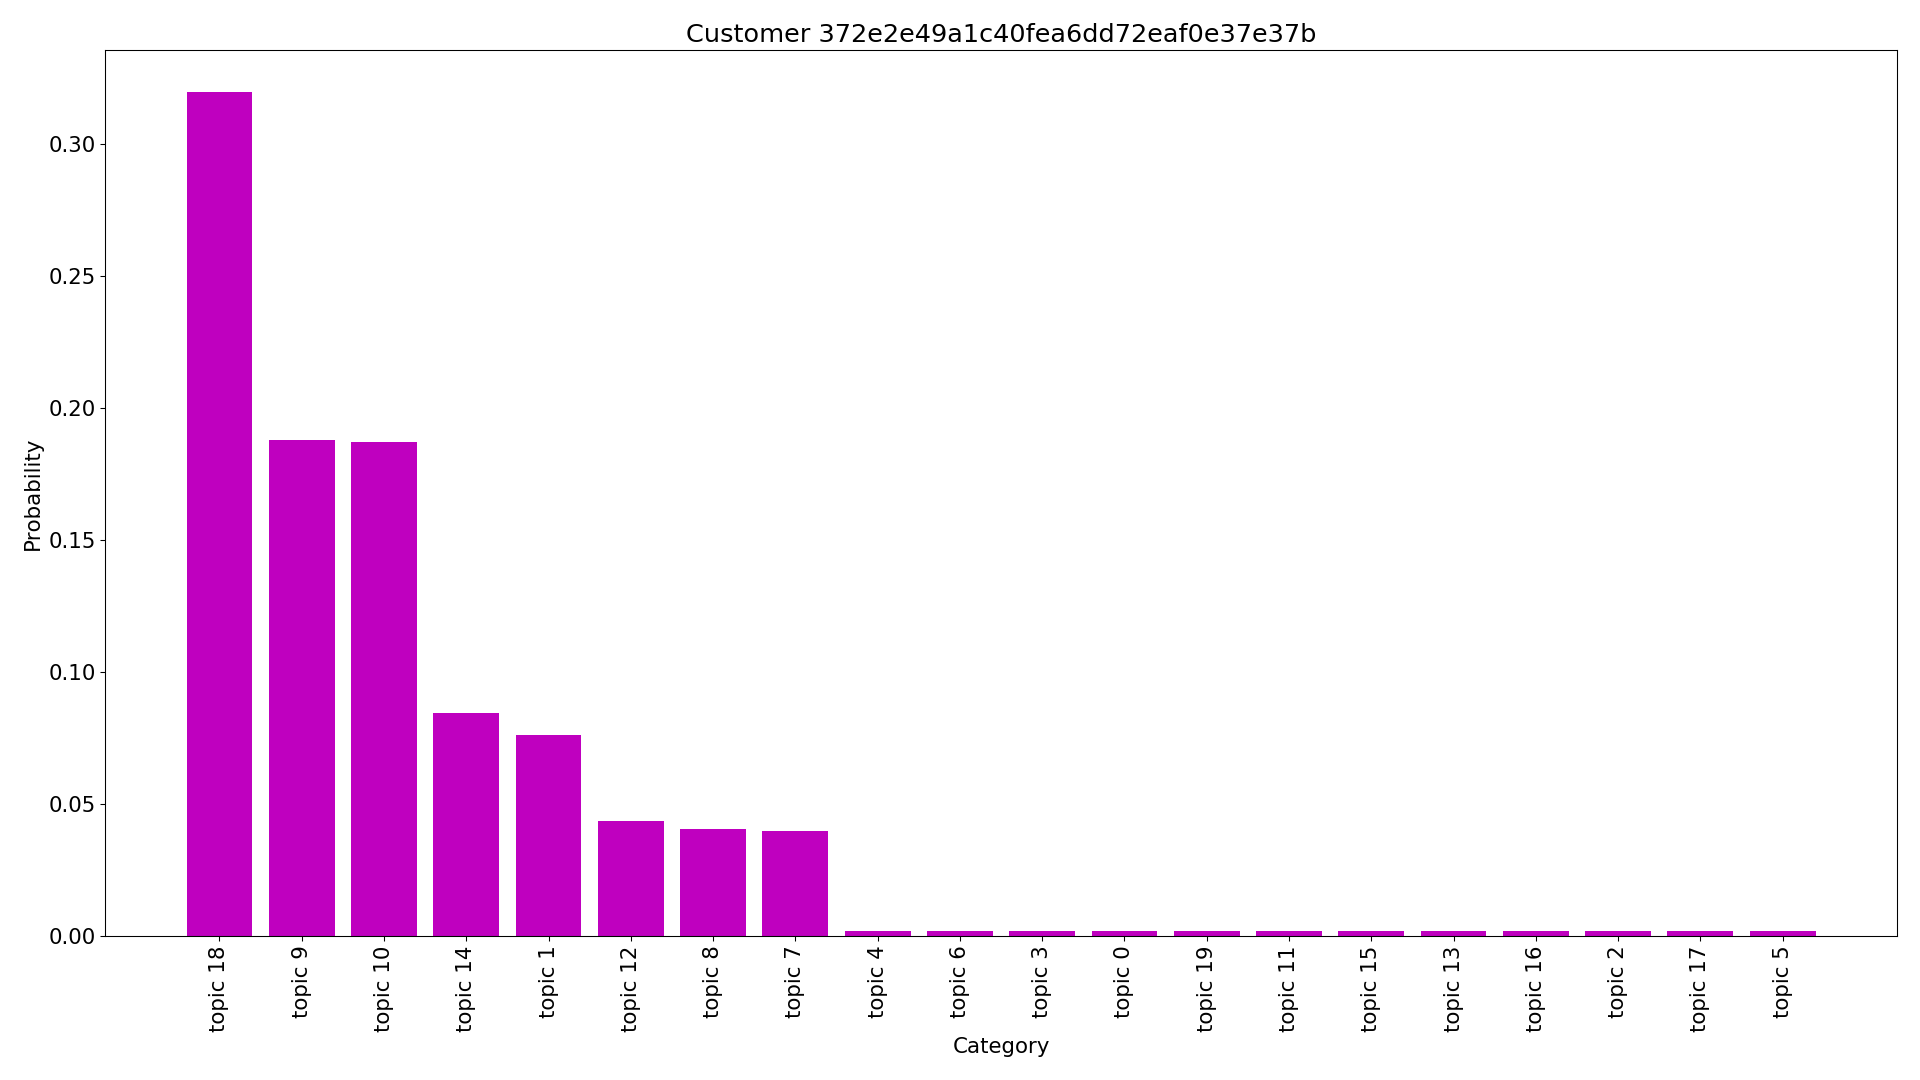 Customer 372e2e49a1c40fea6dd72eaf0e37e37b
Probability
0.30
0.25
0.20
0.15
0.10
0.05
0.00
topic 18
topic 9
topic 10
topic 14
topic 1
topic 12
topic 8
topic 7
topic 4
topic 6
topic 3
topic 0
topic 19
topic 11
topic 15
topic 13
topic 16
topic 2
topic 17
topic 5
Category